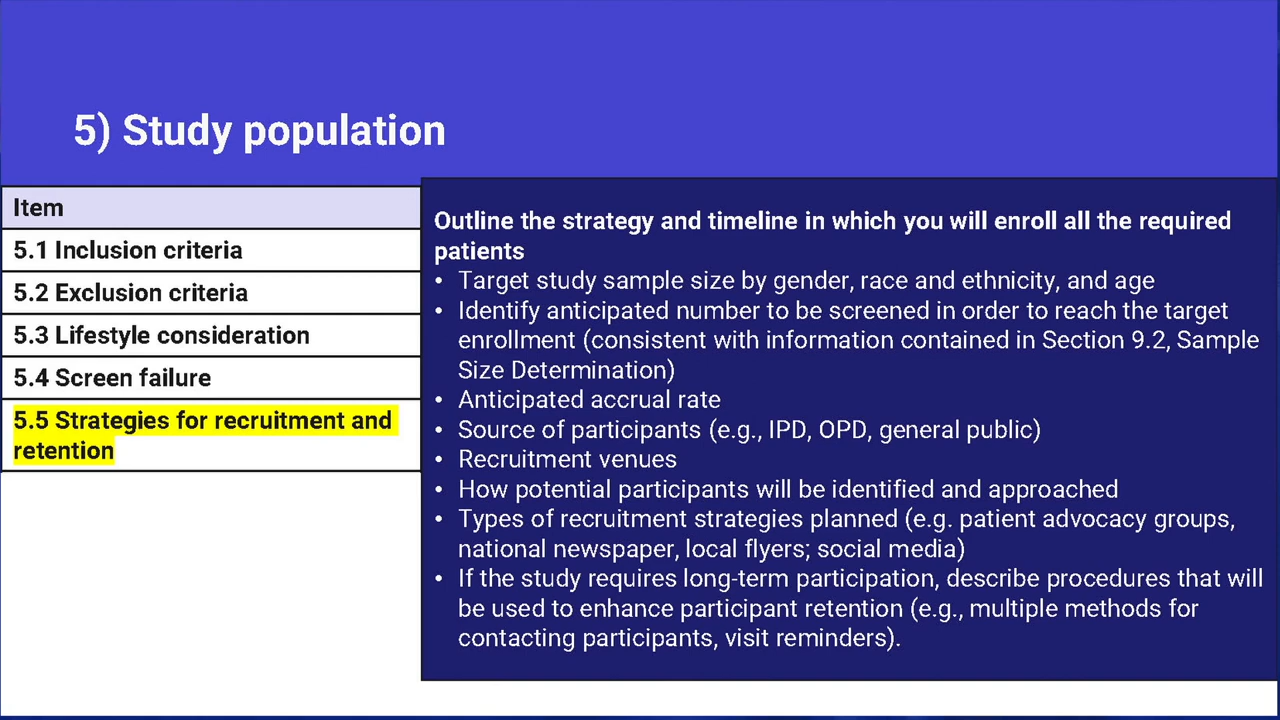 5) Study population
Item
5.1 Inclusion criteria
5.2 Exclusion criteria
5.3 Lifestyle consideration
5.4 Screen failure
5.5 Strategies for recruitment and
retention
Outline the strategy and timeline in which you will enroll all the required
patients
• Target study sample size by gender, race and ethnicity, and age
• Identify anticipated number to be screened in order to reach the target
enrollment (consistent with information contained in Section 9.2, Sample
Size Determination)
• Anticipated accrual rate
• Source of participants (e.g., IPD, OPD, general public)
• Recruitment venues
• How potential participants will be identified and approached
• Types of recruitment strategies planned (e.g. patient advocacy groups,
national newspaper, local flyers; social media)
• If the study requires long-term participation, describe procedures that will
be used to enhance participant retention (e.g., multiple methods for
contacting participants, visit reminders).